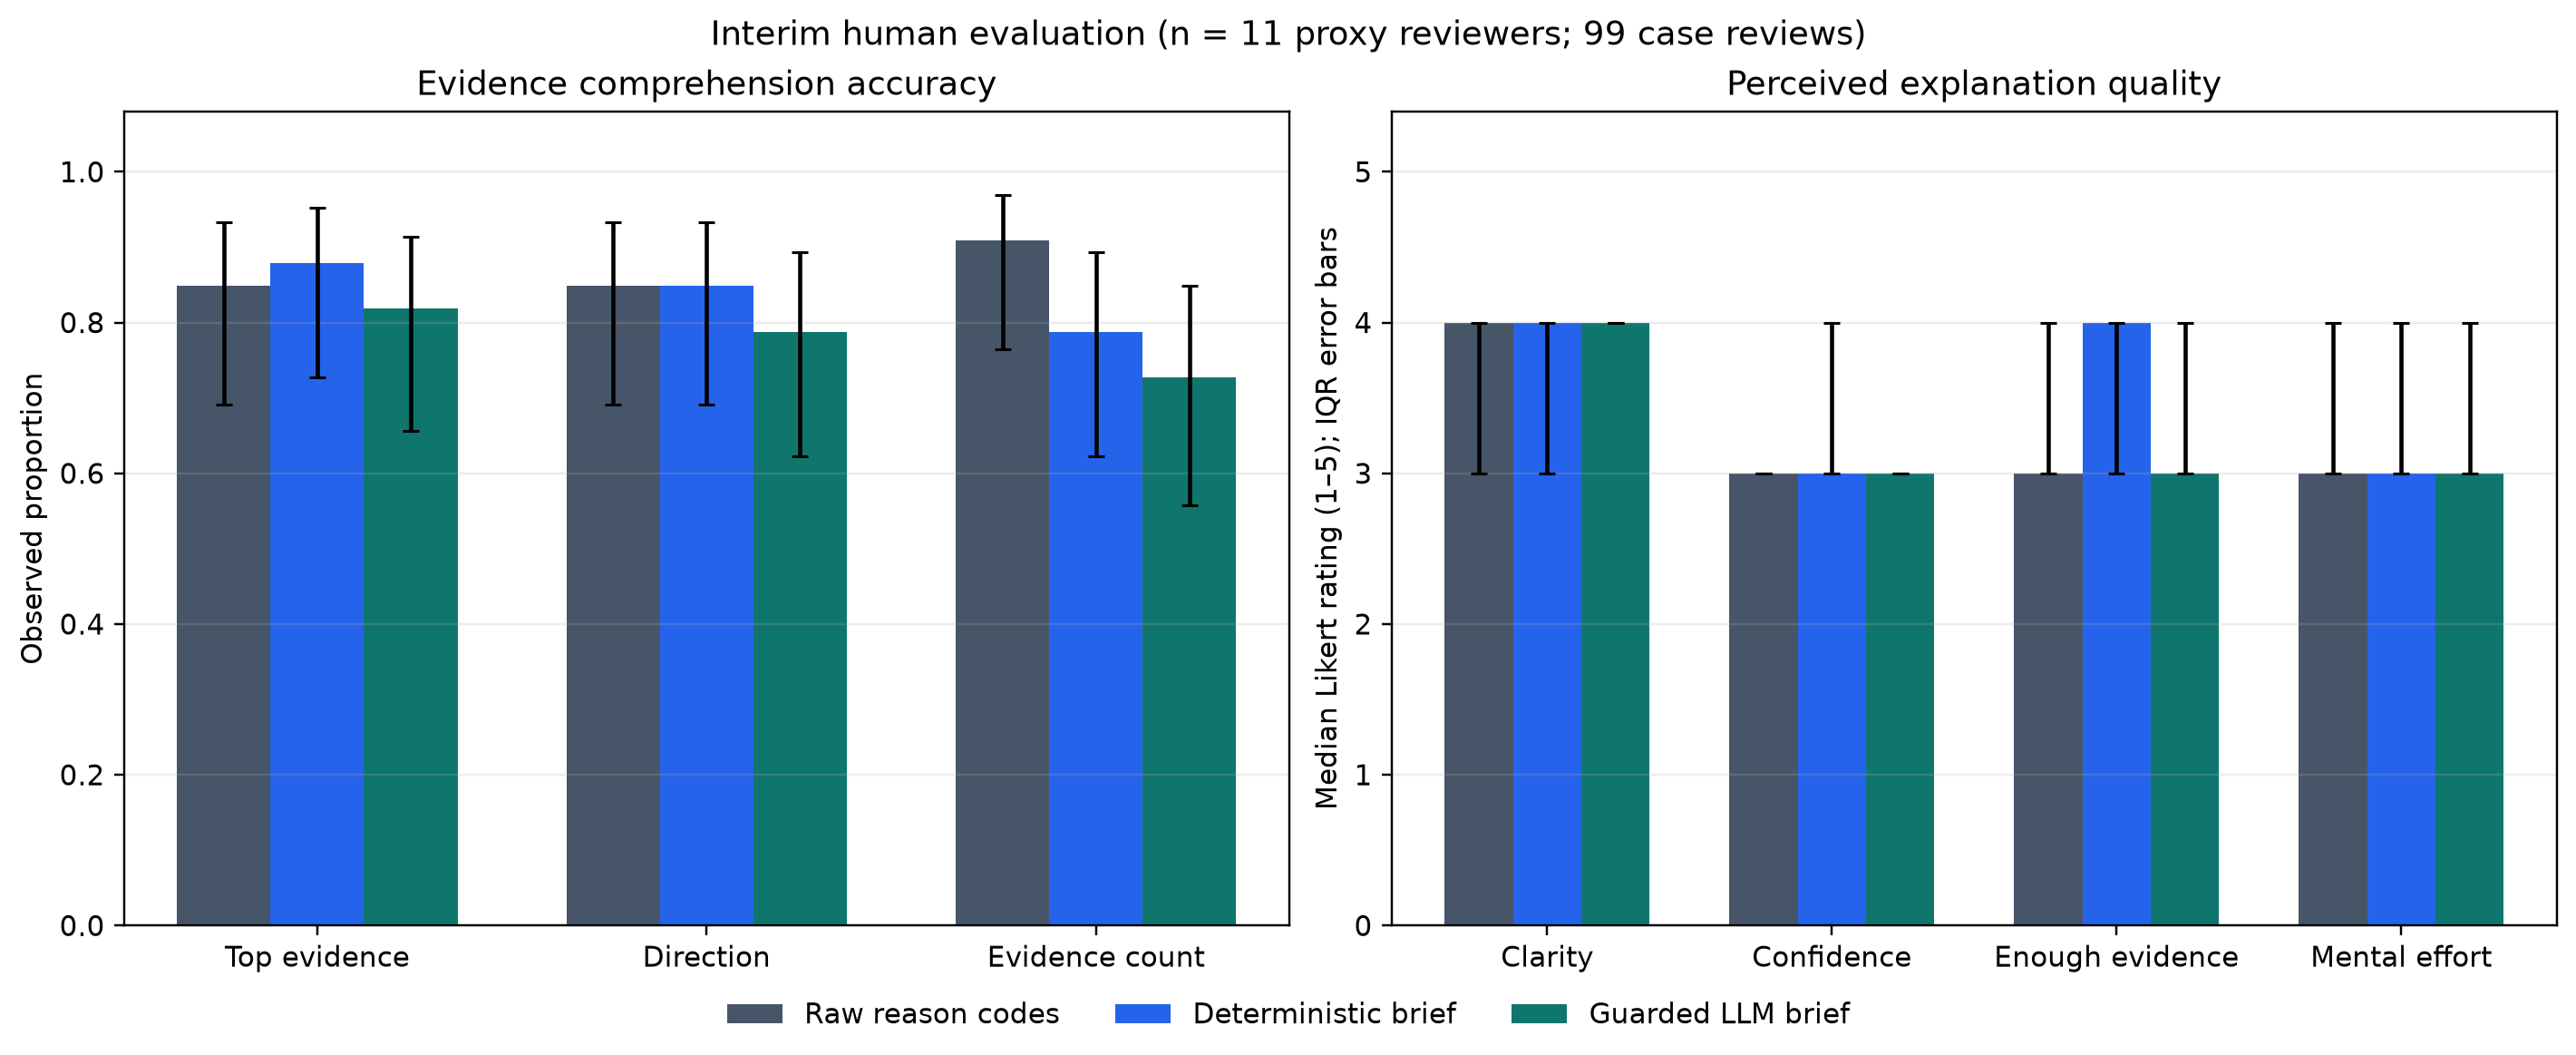 Interim human evaluation (n = 11 proxy reviewers; 99 case reviews)
Evidence comprehension accuracy
Observed proportion
1.0
0.8
0.6
0.4
0.2
0.0
Top evidence
Direction
Evidence count
Perceived explanation quality
Median Likert rating (1–5); IQR error bars
5
4
3
2
1
0
Clarity
Confidence
Enough evidence
Mental effort
Raw reason codes
Deterministic brief
Guarded LLM brief